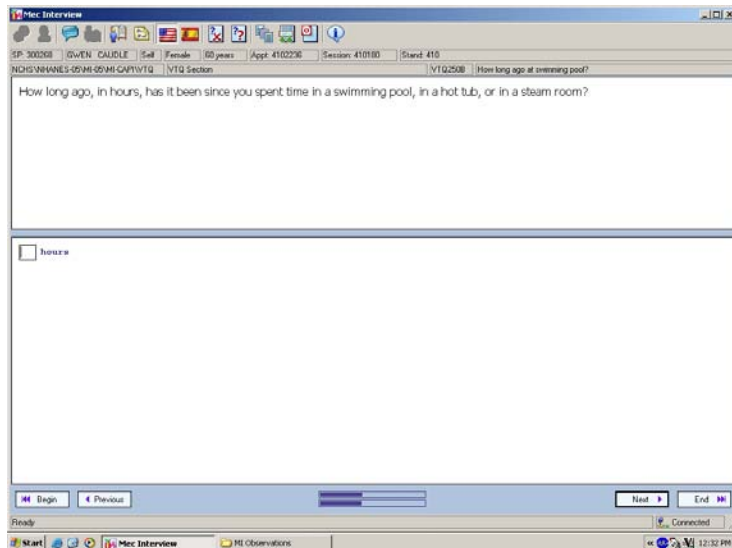 Mec Interview
SP: 300268 GWEN CAUDLE Self Female 60 years Appt: 4102236 Session: 410180 Stand: 410
NCHS\NHANES-05\MI-05\MI-CAPI\VTQ VTQ Section VTQ250B How long ago at swimming pool?
How long ago, in hours, has it been since you spent time in a swimming pool, in a hot tub, or in a steam room?
hours
Begin Previous Next End
Ready Connected
Start Mec Interview MI Observations 12:32 PM